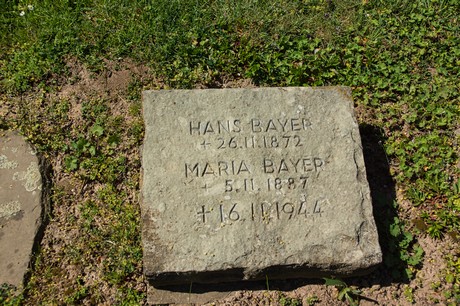 HANS BAYER
+ 26.11.1872
MARIA BAYER
+ 5.11.1887
† 16.11.1944